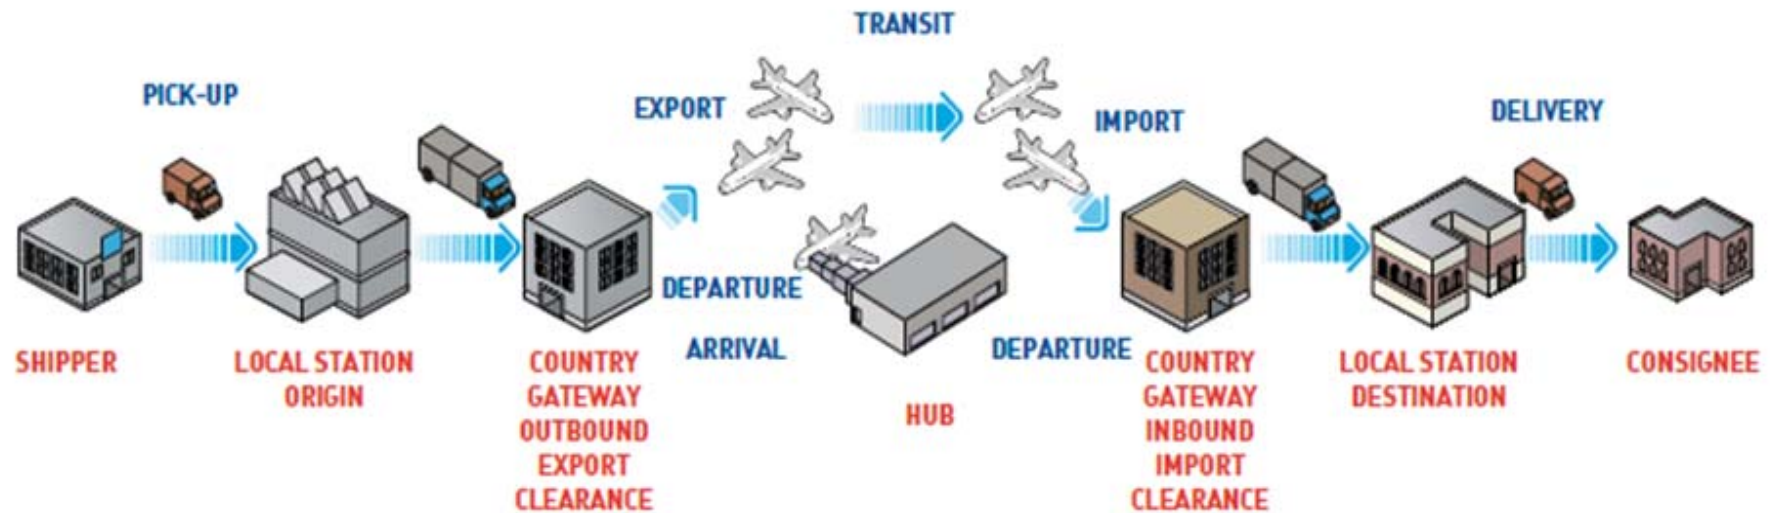 TRANSIT
PICK-UP
EXPORT
IMPORT
DELIVERY
DEPARTURE
ARRIVAL
DEPARTURE
SHIPPER
LOCAL STATION
ORIGIN
COUNTRY
GATEWAY
OUTBOUND
EXPORT
CLEARANCE
HUB
COUNTRY
GATEWAY
INBOUND
IMPORT
CLEARANCE
LOCAL STATION
DESTINATION
CONSIGNEE